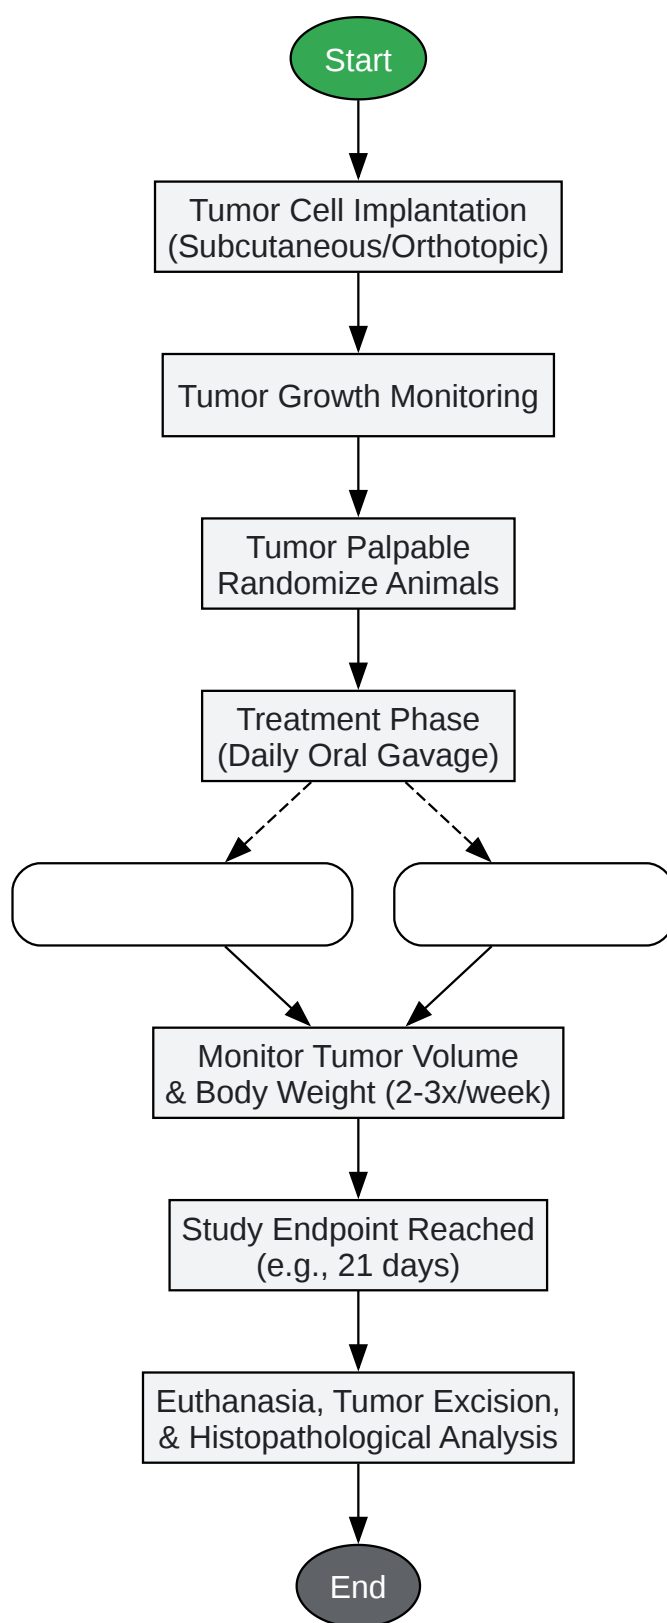 Start
Tumor Cell Implantation
(Subcutaneous/Orthotopic)
Tumor Growth Monitoring
Tumor Palpable
Randomize Animals
Treatment Phase
(Daily Oral Gavage)
Monitor Tumor Volume
& Body Weight (2-3x/week)
Study Endpoint Reached
(e.g., 21 days)
Euthanasia, Tumor Excision,
& Histopathological Analysis
End